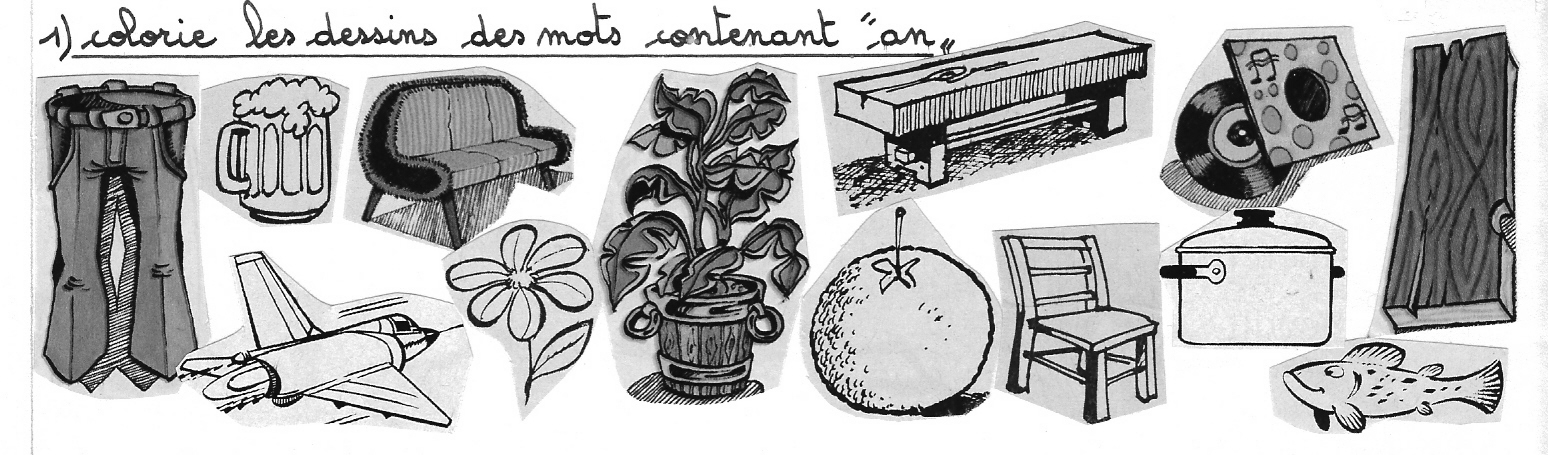 1) colorie les dessins des mots contenant "an"